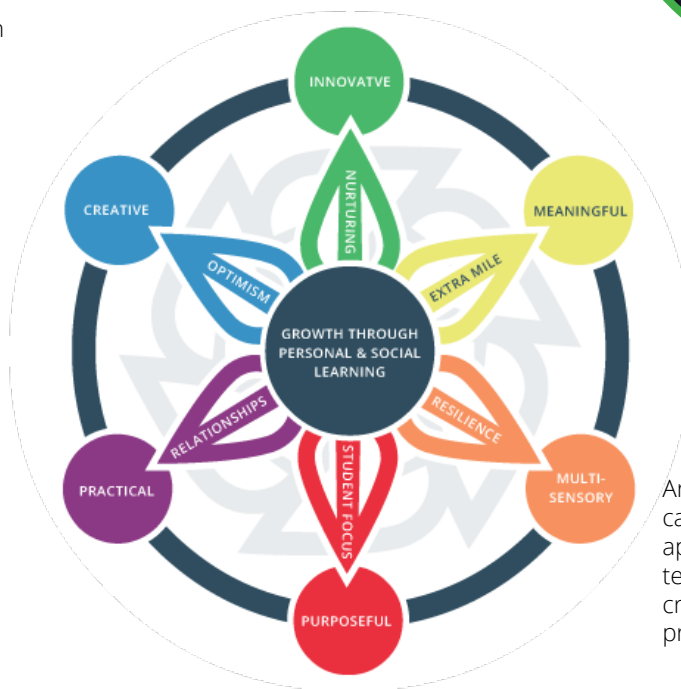 INNOVATVE
CREATIVE
MEANINGFUL
NURTURING
OPTIMISM
EXTRA MILE
GROWTH THROUGH
PERSONAL & SOCIAL
LEARNING
RELATIONSHIPS
RESILIENCE
STUDENT FOCUS
PRACTICAL
MULTI-
SENSORY
PURPOSEFUL